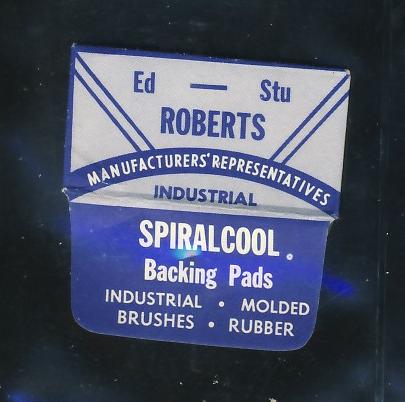 Ed — Stu
ROBERTS
MANUFACTURERS' REPRESENTATIVES
INDUSTRIAL
SPIRALCOOL®
Backing Pads
INDUSTRIAL • MOLDED
BRUSHES • RUBBER